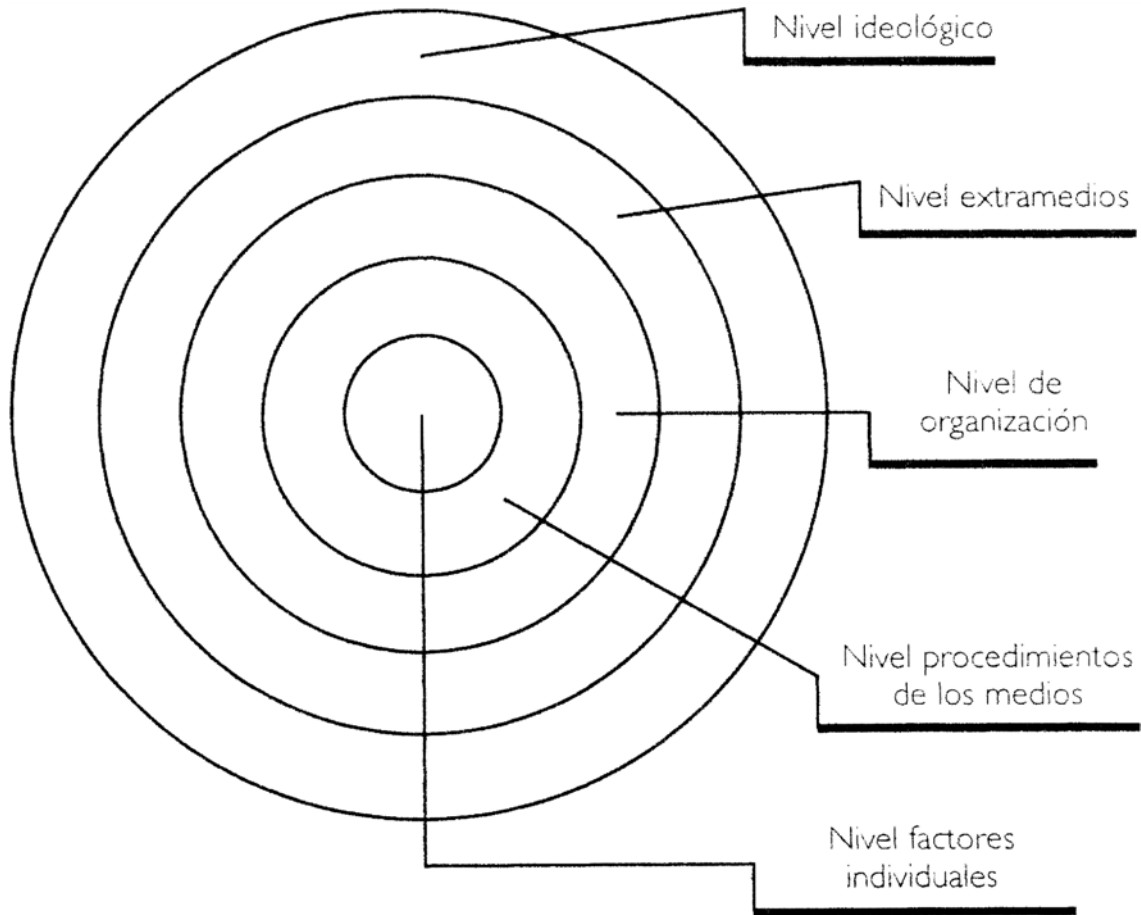 Nivel ideológico
Nivel extramedios
Nivel de
organización
Nivel procedimientos
de los medios
Nivel factores
individuales